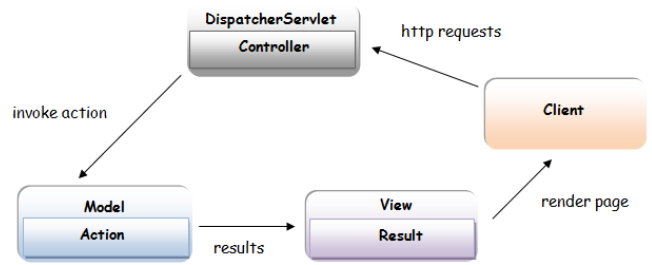 DispatcherServlet
Controller
http requests
Client
invoke action
Model
Action
results
View
Result
render page